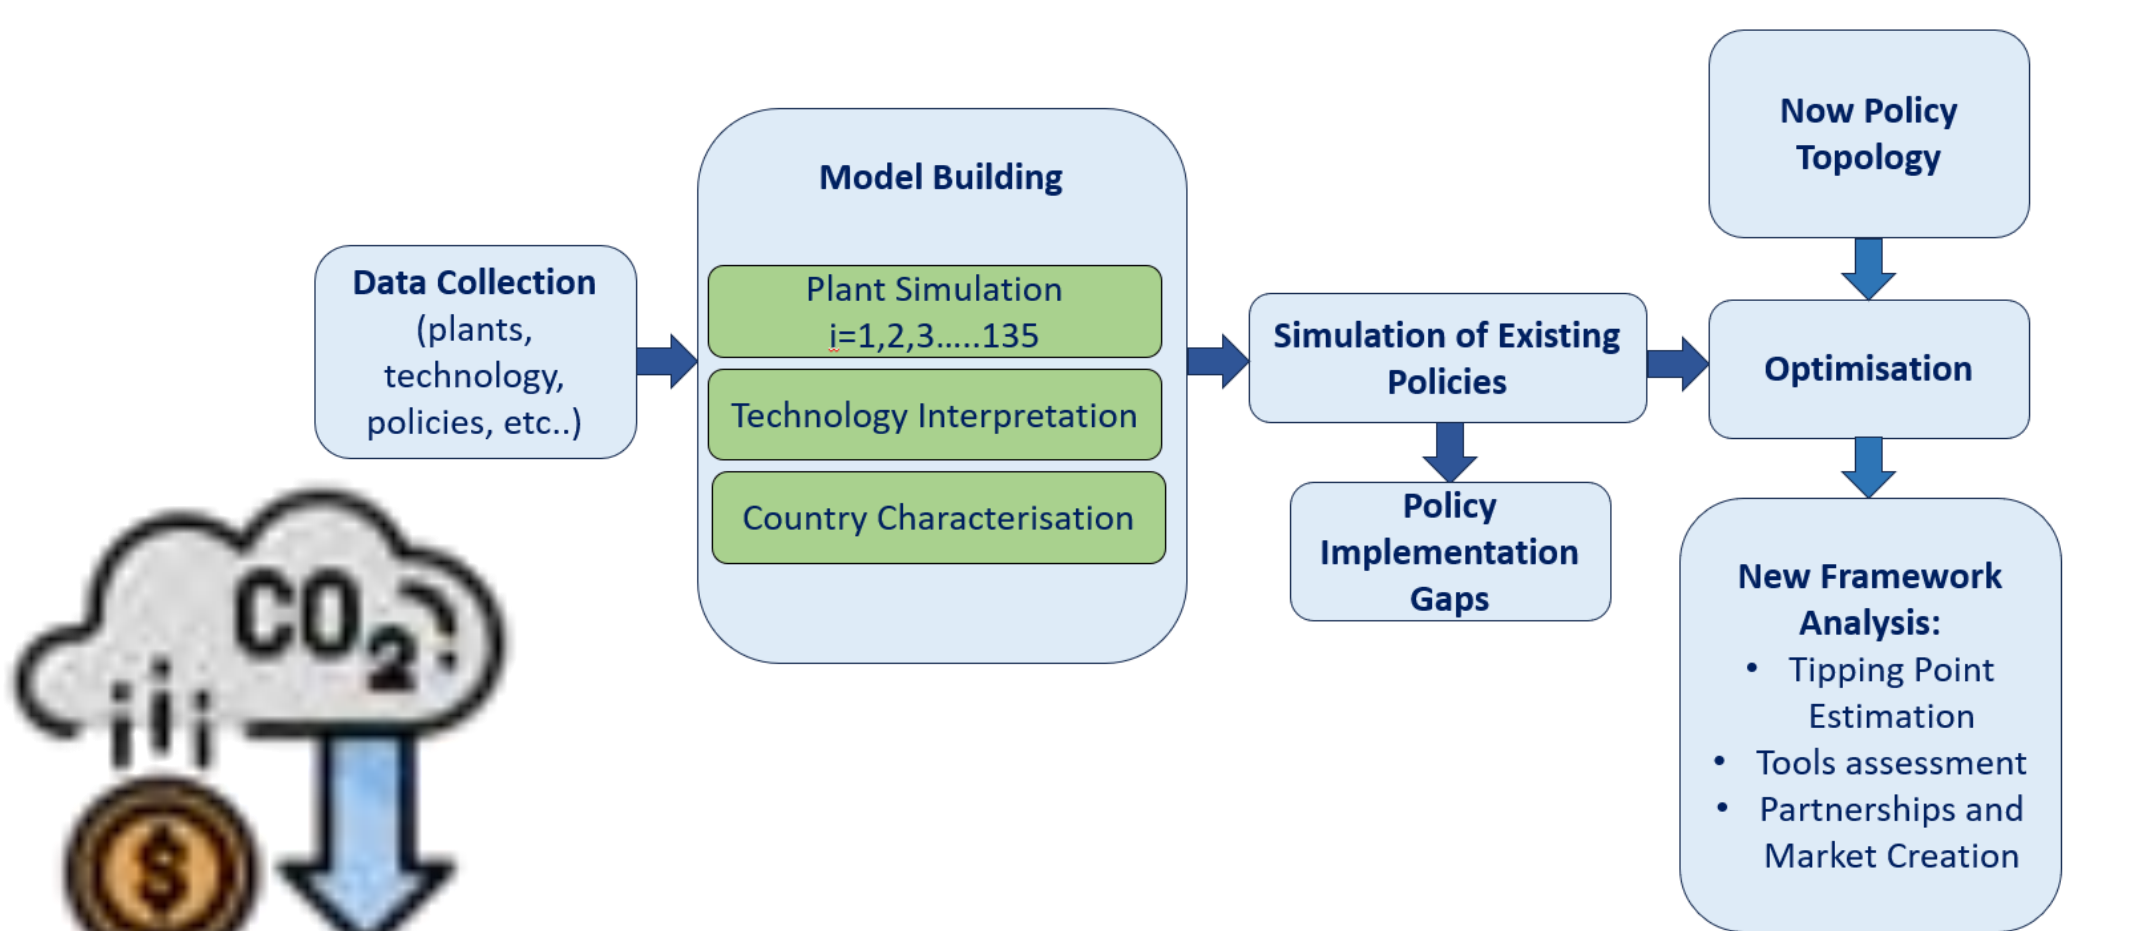 Data Collection
(plants,
technology,
policies, etc..)
Model Building
Plant Simulation
i=1,2,3.....135
Technology Interpretation
Country Characterisation
Simulation of Existing
Policies
Policy
Implementation
Gaps
Now Policy
Topology
Optimisation
New Framework
Analysis:
• Tipping Point
Estimation
• Tools assessment
• Partnerships and
Market Creation
CO₂
$